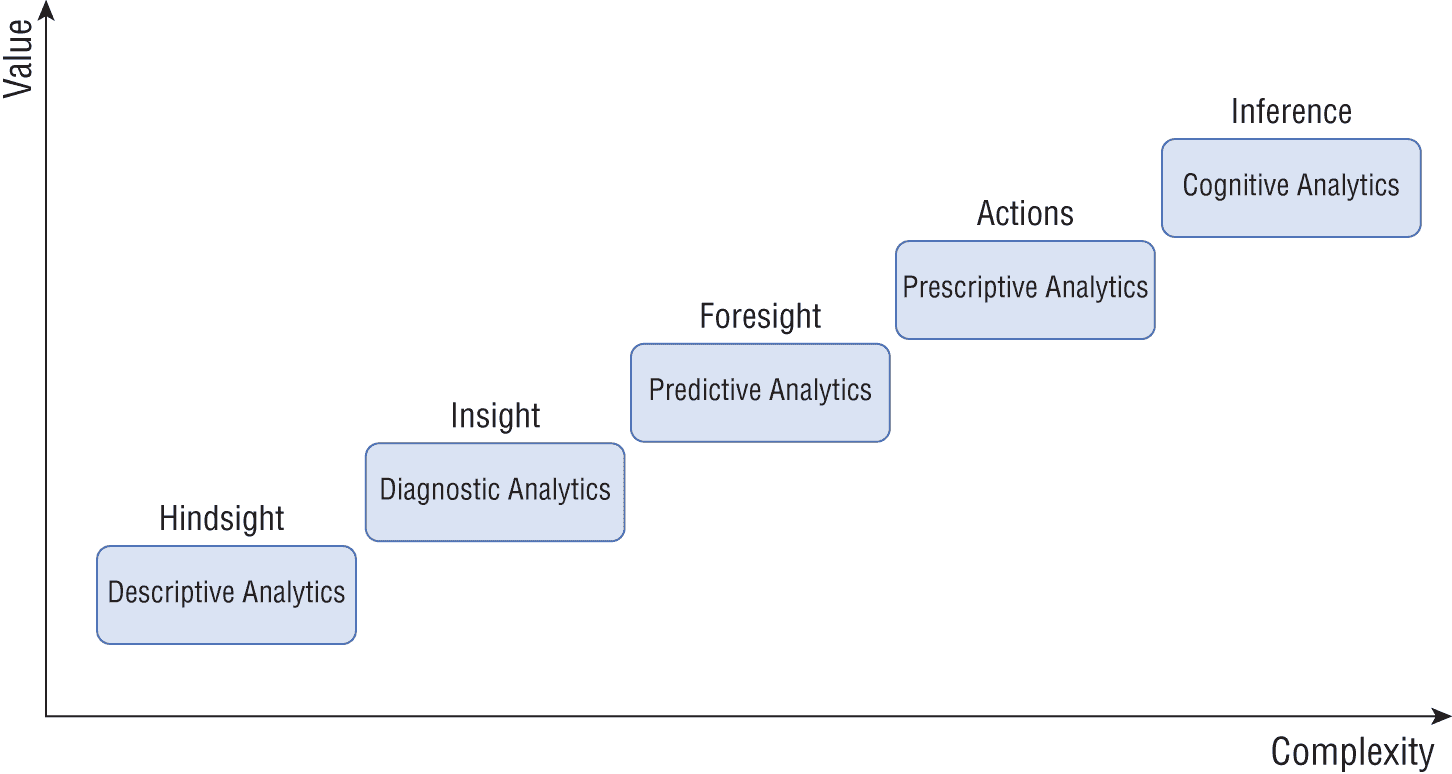 Value
Inference
Cognitive Analytics
Actions
Prescriptive Analytics
Foresight
Predictive Analytics
Insight
Diagnostic Analytics
Hindsight
Descriptive Analytics
Complexity